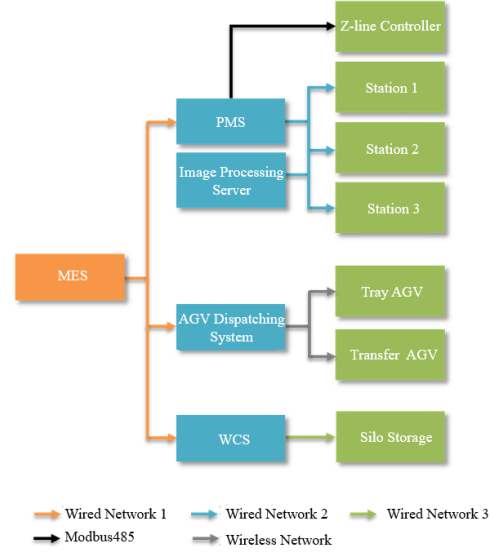 Z-line Controller
Station 1
PMS
Station 2
Image Processing
Server
Station 3
MES
Tray AGV
AGV Dispatching
System
Transfer AGV
WCS
Silo Storage
Wired Network 1
Wired Network 2
Wired Network 3
Modbus485
Wireless Network